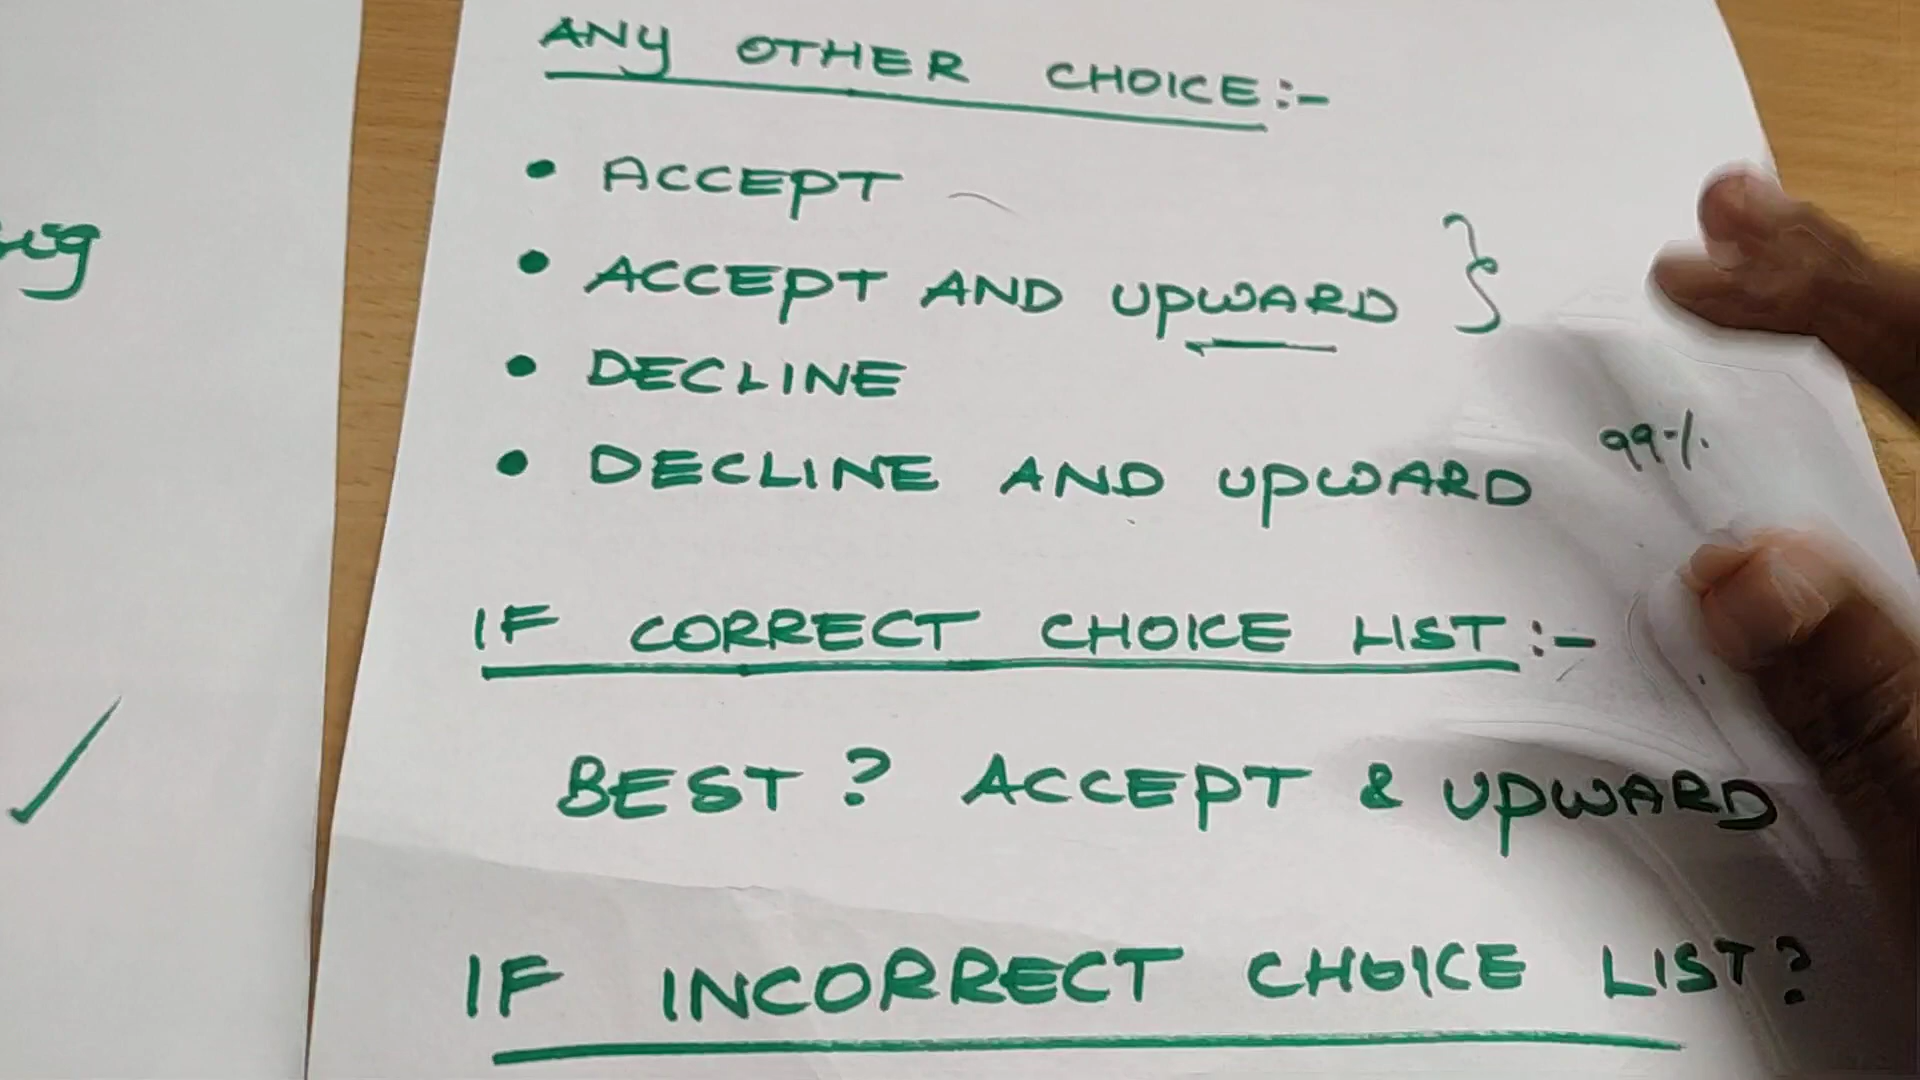 ANY OTHER CHOICE:-
• ACCEPT
• ACCEPT AND UPWARD }
• DECLINE
• DECLINE AND UPWARD
99%
IF CORRECT CHOICE LIST:-
BEST? ACCEPT & UPWARD
IF INCORRECT CHOICE LIST?